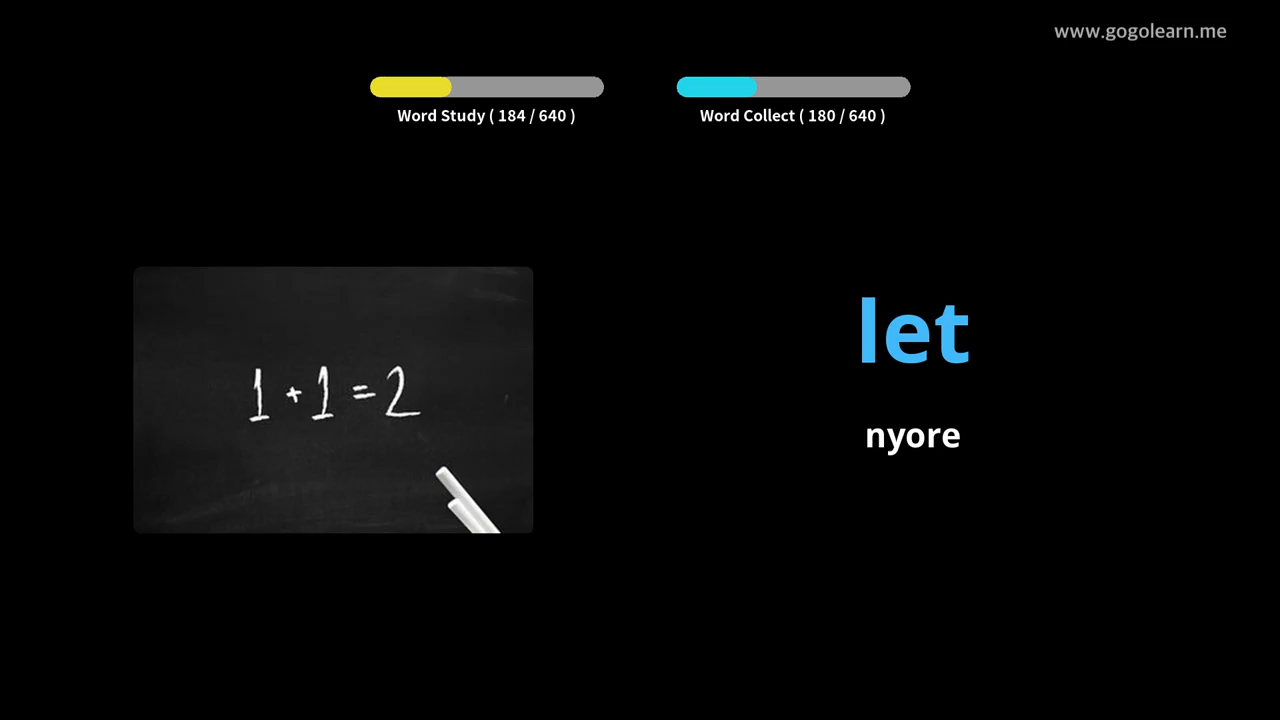 www.gogolearn.me
Word Study ( 184 / 640 )
Word Collect ( 180 / 640 )
1 + 1 = 2
let
nyore